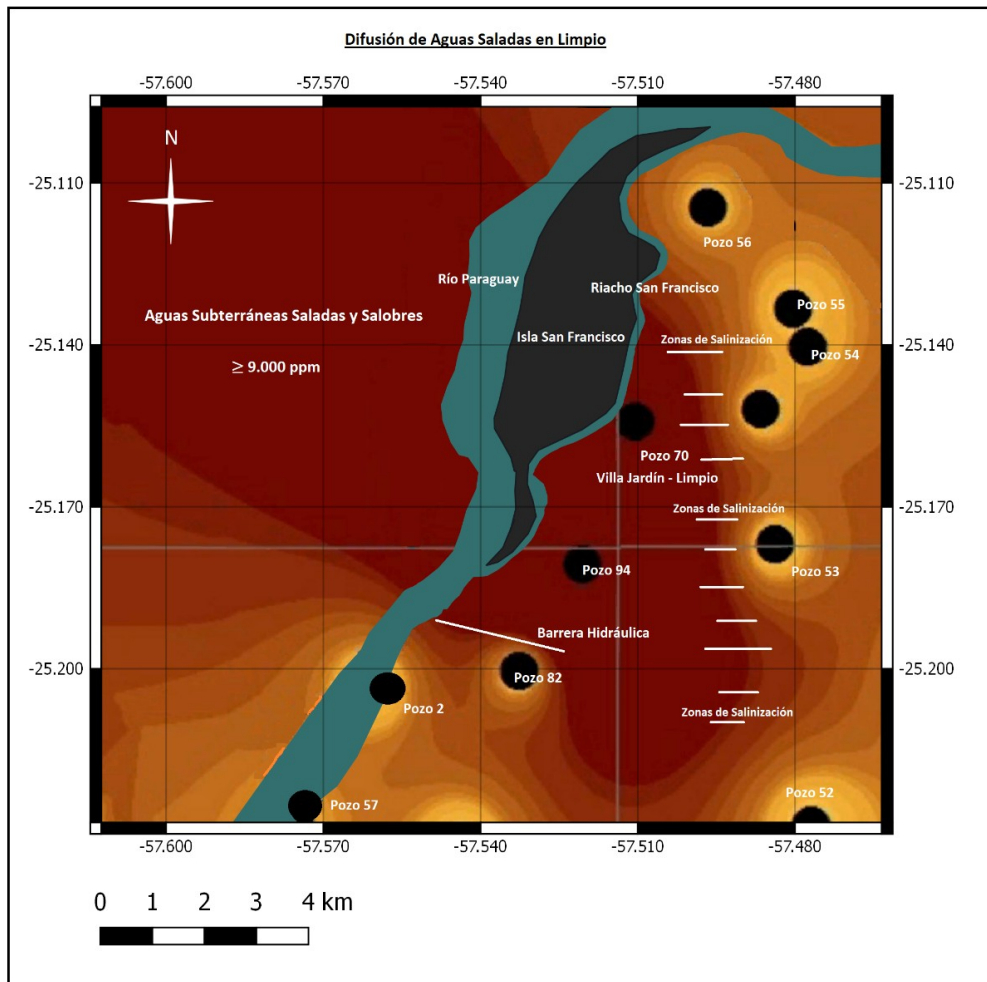 Difusión de Aguas Saladas en Limpio
-57.600 -57.570 -57.540 -57.510 -57.480
N
-25.110 -25.110
Pozo 56
Río Paraguay
Riacho San Francisco
Pozo 55
Aguas Subterráneas Saladas y Salobres
Isla San Francisco
Zonas de Salinización
-25.140 -25.140
Pozo 54
≥ 9.000 ppm
Pozo 70
Villa Jardín - Limpio
-25.170 -25.170
Zonas de Salinización
Pozo 94
Pozo 53
Barrera Hidráulica
-25.200 -25.200
Pozo 82
Pozo 2
Zonas de Salinización
Pozo 57
Pozo 52
-57.600 -57.570 -57.540 -57.510 -57.480
0 1 2 3 4 km